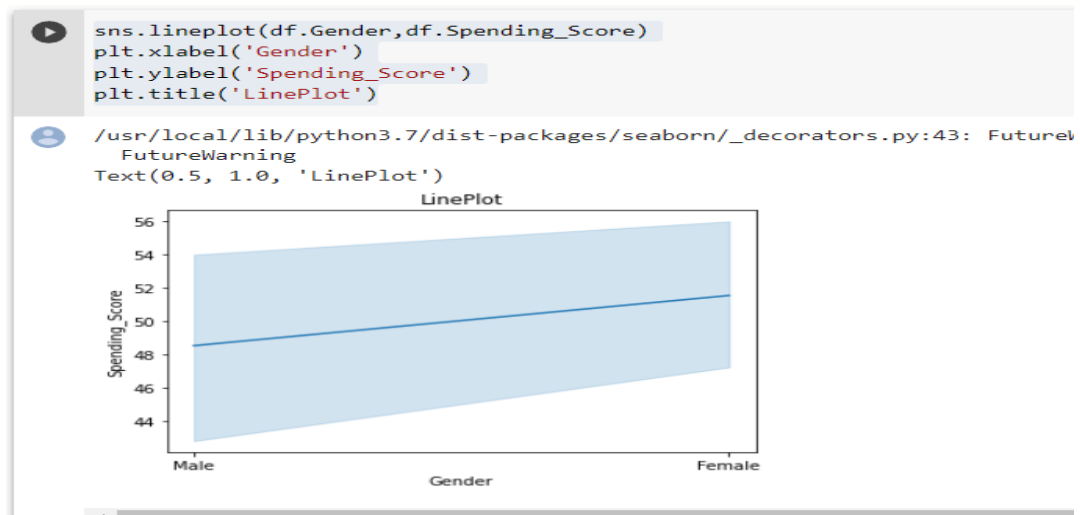 sns.lineplot(df.Gender,df.Spending_Score)
plt.xlabel('Gender')
plt.ylabel('Spending_Score')
plt.title('LinePlot')
/usr/local/lib/python3.7/dist-packages/seaborn/_decorators.py:43: FutureW
FutureWarning
Text(0.5, 1.0, 'LinePlot')
LinePlot
56
54
52
50
48
46
44
Spending_Score
Male
Female
Gender